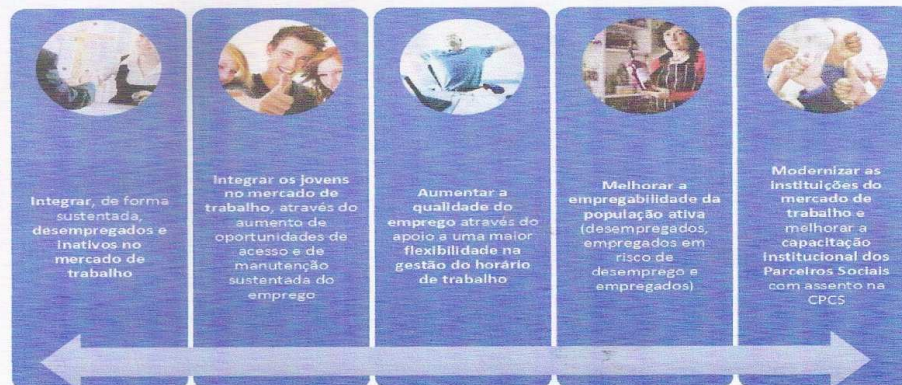 Integrar, de forma
sustentada,
desempregados e
inativos no
mercado de
trabalho
Integrar os jovens
no mercado de
trabalho, através do
aumento de
oportunidades de
acesso e de
manutenção
sustentada do
emprego
Aumentar a
qualidade do
emprego através do
apoio a uma maior
flexibilidade na
gestão do horário
de trabalho
Melhorar a
empregabilidade da
população ativa
(desempregados,
empregados em
risco de
desemprego e
empregados)
Modernizar as
instituições do
mercado de
trabalho e
melhorar a
capacitação
institucional dos
Parceiros Sociais
com assento na
CPCS